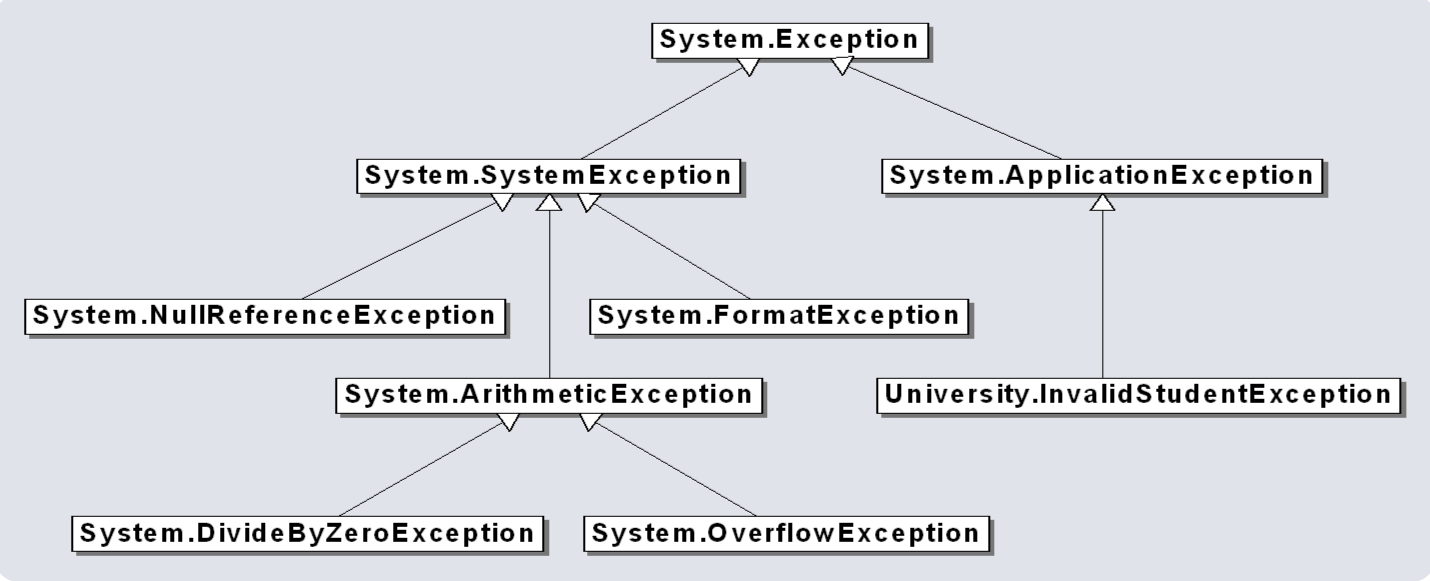 System.Exception
System.SystemException
System.ApplicationException
System.NullReferenceException
System.FormatException
System.ArithmeticException
University.InvalidStudentException
System.DivideByZeroException
System.OverflowException